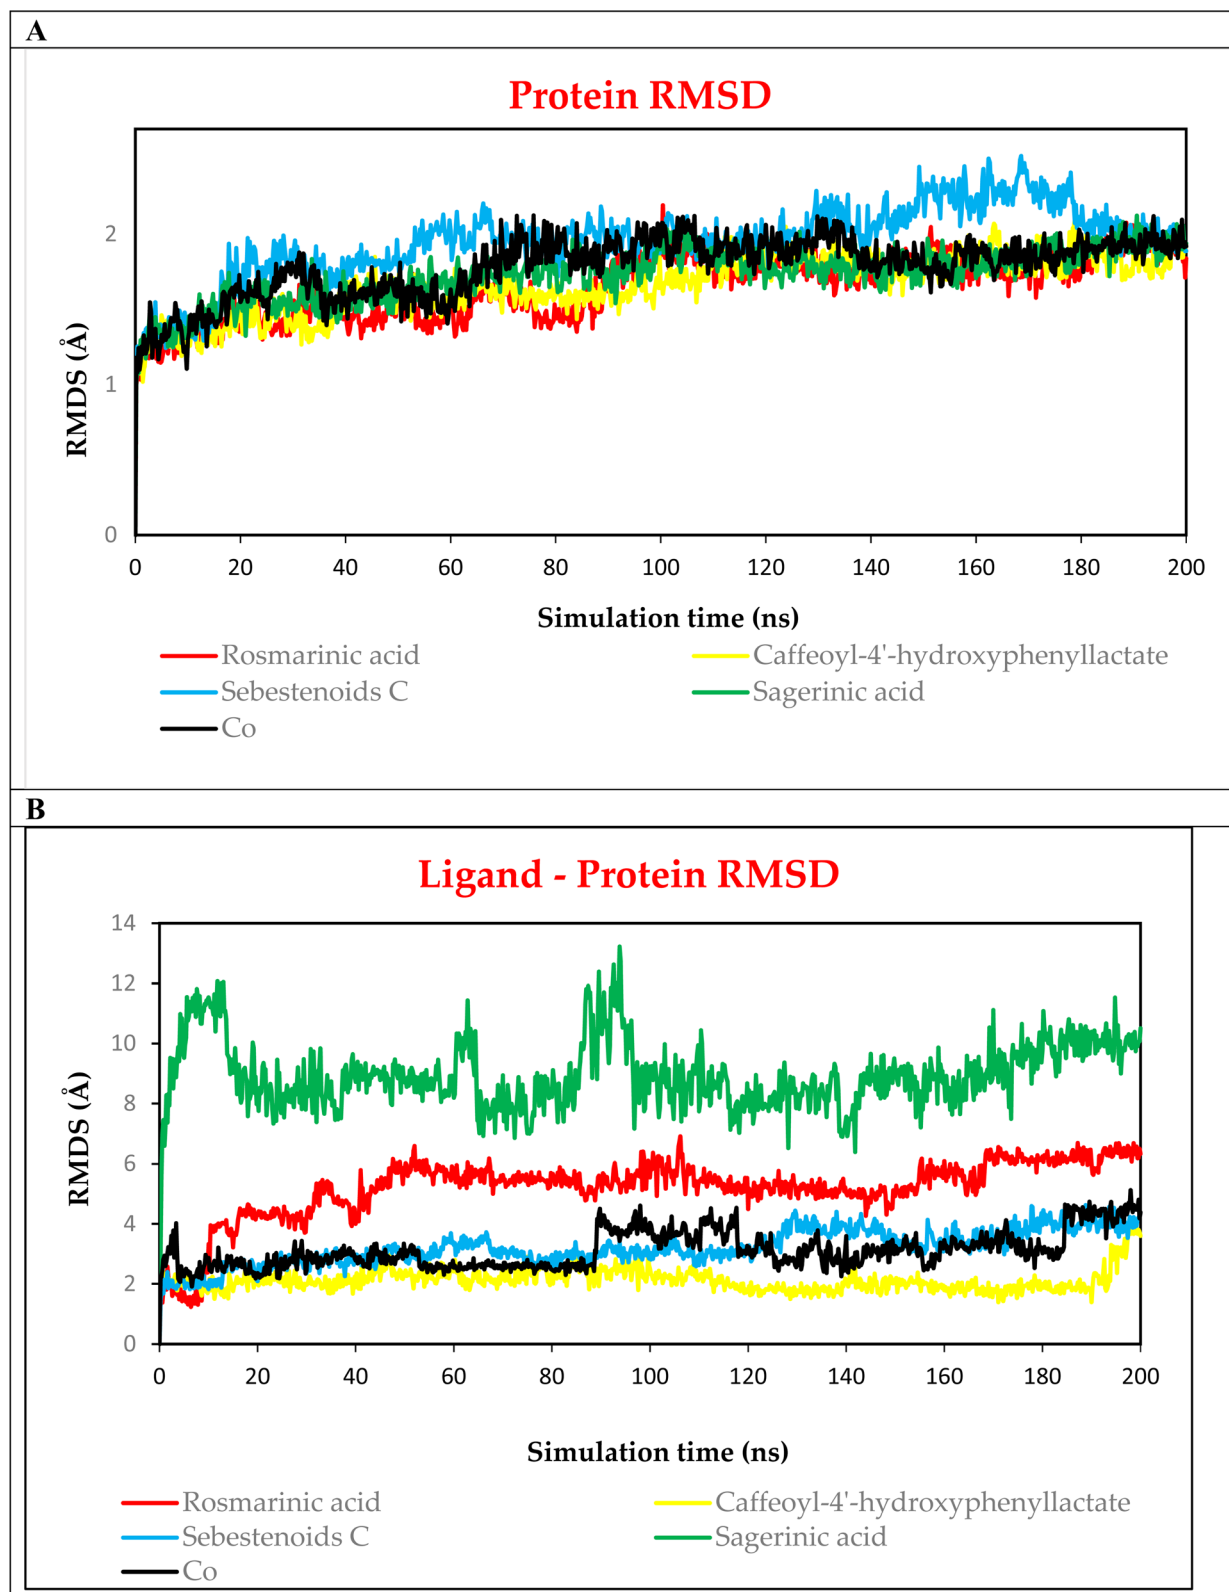 A
Protein RMSD
2
1
0
RMDS (Å)
0 20 40 60 80 100 120 140 160 180 200
Simulation time (ns)
Rosmarinic acid Caffeoyl-4'-hydroxyphenyllactate
Sebestenoids C Sagerinic acid
Co
B
Ligand - Protein RMSD
14
12
10
8
6
4
2
0
RMDS (Å)
0 20 40 60 80 100 120 140 160 180 200
Simulation time (ns)
Rosmarinic acid Caffeoyl-4'-hydroxyphenyllactate
Sebestenoids C Sagerinic acid
Co